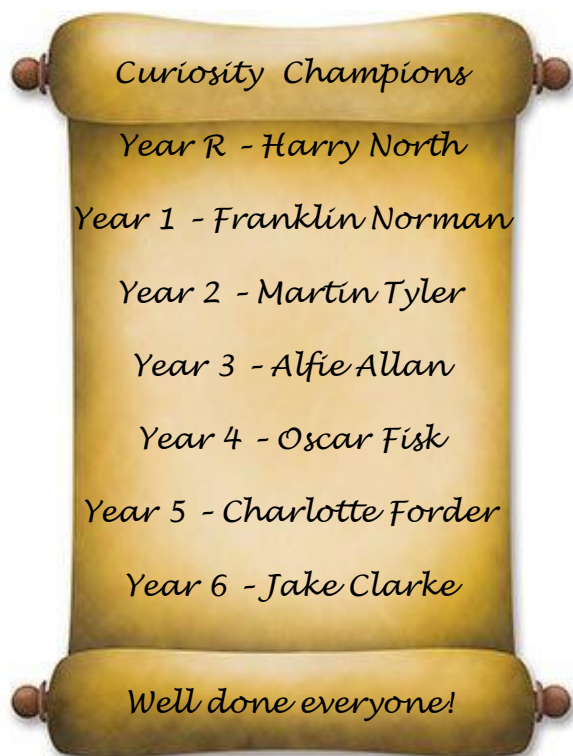 Curiosity Champions
Year R – Harry North
Year 1 – Franklin Norman
Year 2 – Martin Tyler
Year 3 – Alfie Allan
Year 4 – Oscar Fisk
Year 5 – Charlotte Forder
Year 6 – Jake Clarke
Well done everyone!